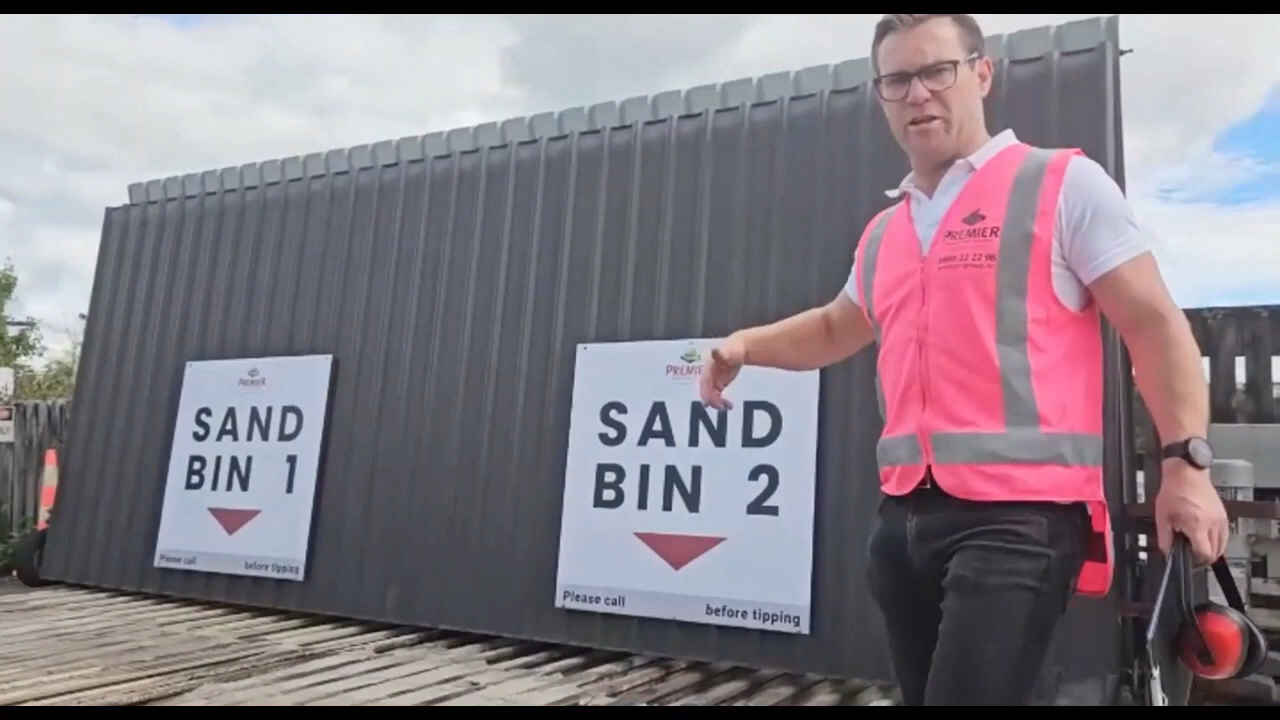 PREMIER
SAND
BIN 1
Please call
before tipping
PREMIER
SAND
BIN 2
Please call
before tipping
PREMIER